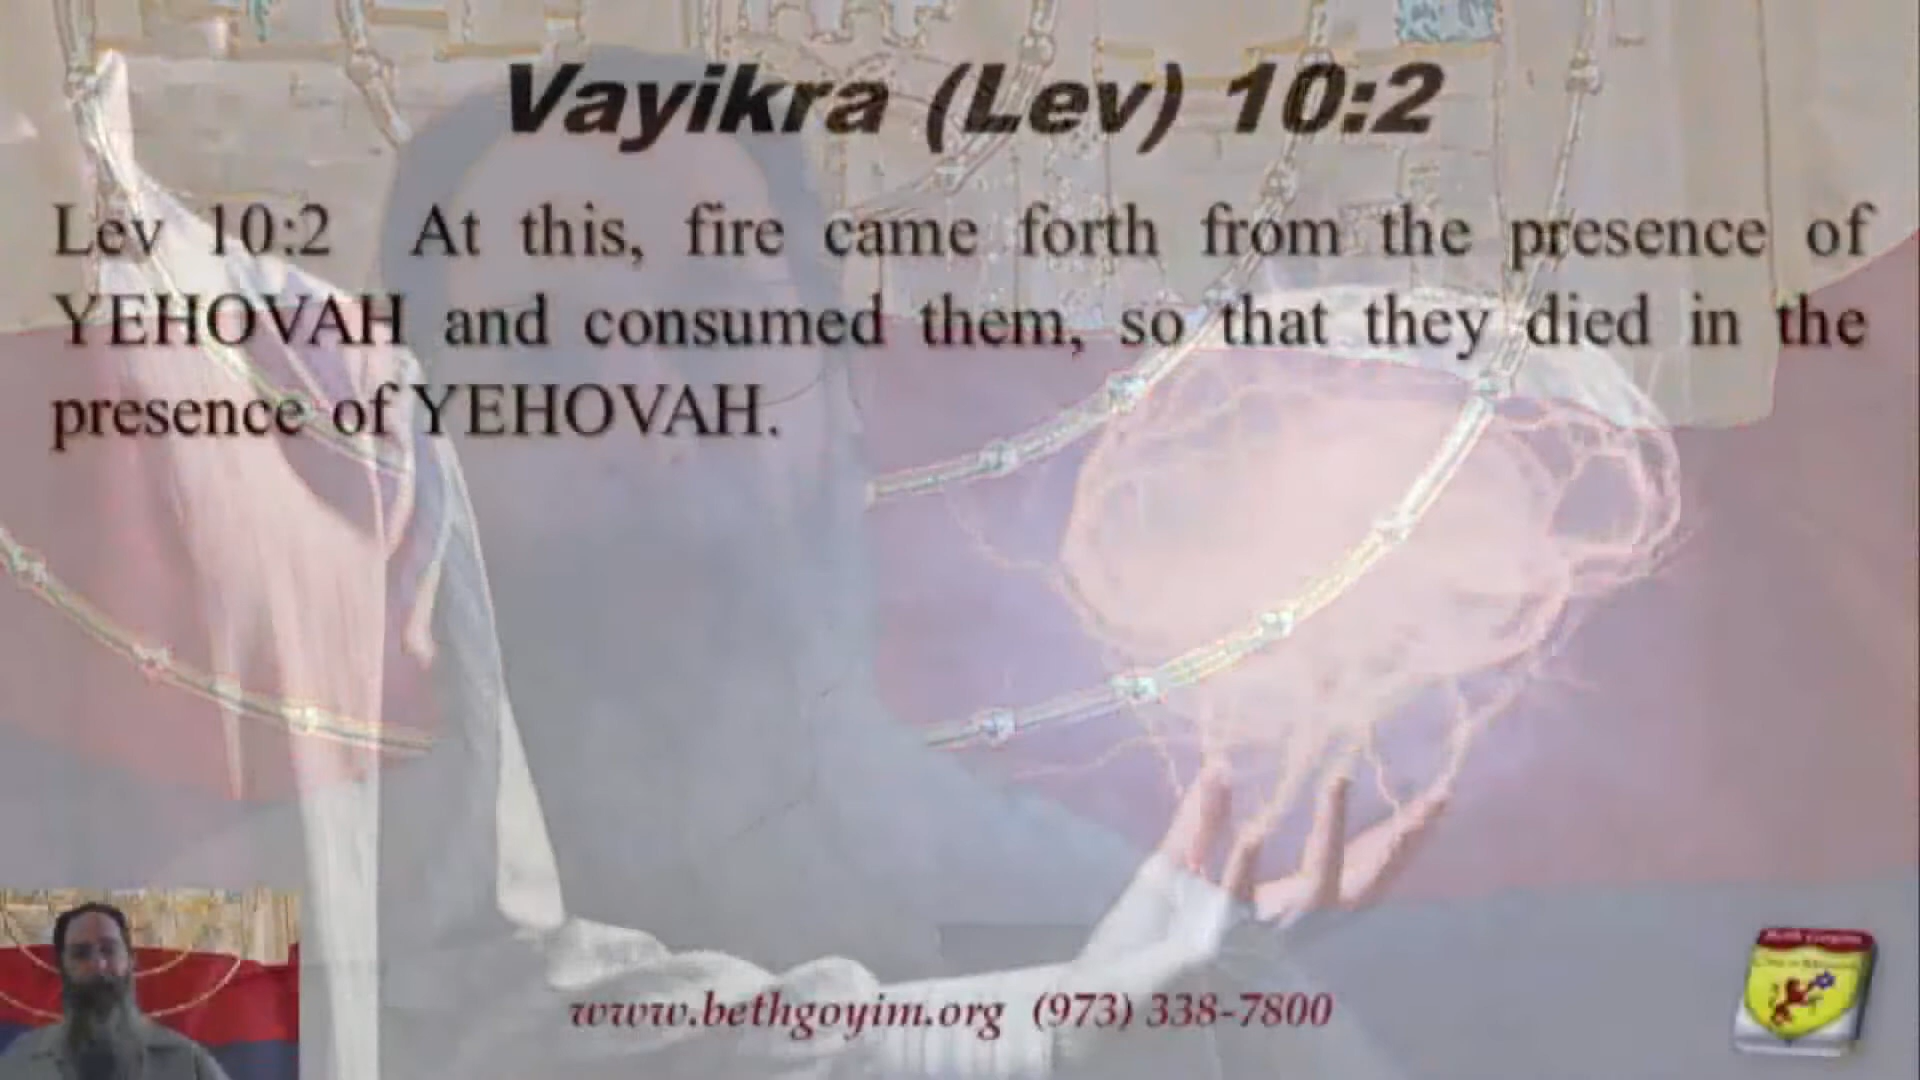 Vayikra (Lev) 10:2
Lev 10:2 At this, fire came forth from the presence of
YEHOVAH and consumed them, so that they died in the
presence of YEHOVAH.
www.bethgoyim.org (973) 338-7800